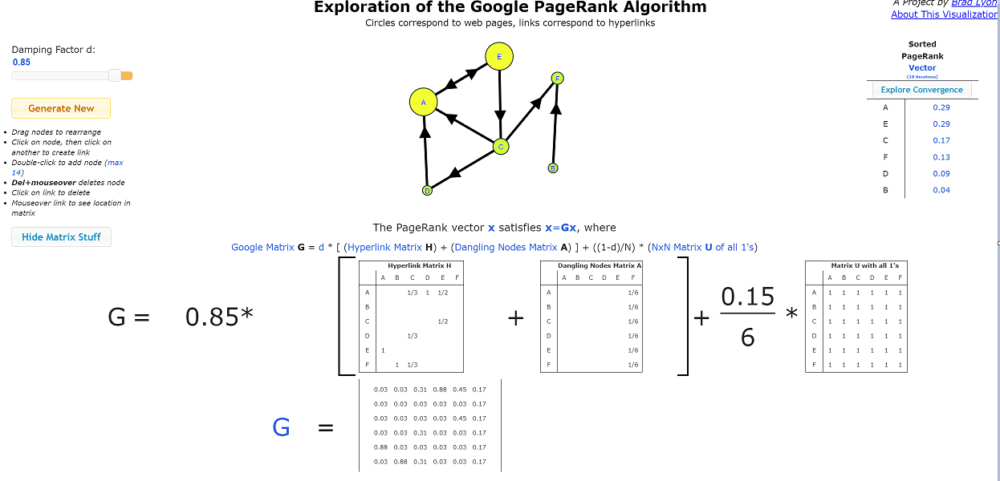 Exploration of the Google PageRank Algorithm
Circles correspond to web pages, links correspond to hyperlinks
A Project by Brad Lyon
About This Visualization
Damping Factor d:
0.85
Generate New
• Drag nodes to rearrange
• Click on node, then click on
another to create link
• Double-click to add node (max
14)
• Del+mouseover deletes node
• Click on link to delete
• Mouseover link to see location in
matrix
Hide Matrix Stuff
E
F
A
C
B
D
Sorted
PageRank
Vector
(18 iterations)
Explore Convergence
A 0.29
E 0.29
C 0.17
F 0.13
D 0.09
B 0.04
The PageRank vector x satisfies x=Gx, where
Google Matrix G = d * [ (Hyperlink Matrix H) + (Dangling Nodes Matrix A) ] + ((1-d)/N) * (NxN Matrix U of all 1's)
G = 0.85*
Hyperlink Matrix H
A B C D E F
A 1/3 1 1/2
B
C 1/2
D 1/3
E 1
F 1 1/3
+
Dangling Nodes Matrix A
A B C D E F
A 1/6
B 1/6
C 1/6
D 1/6
E 1/6
F 1/6
+
0.15
6
*
Matrix U with all 1's
A B C D E F
A 1 1 1 1 1 1
B 1 1 1 1 1 1
C 1 1 1 1 1 1
D 1 1 1 1 1 1
E 1 1 1 1 1 1
F 1 1 1 1 1 1
G =
0.03 0.03 0.31 0.88 0.45 0.17
0.03 0.03 0.03 0.03 0.03 0.17
0.03 0.03 0.03 0.03 0.45 0.17
0.03 0.03 0.31 0.03 0.03 0.17
0.88 0.03 0.03 0.03 0.03 0.17
0.03 0.88 0.31 0.03 0.03 0.17